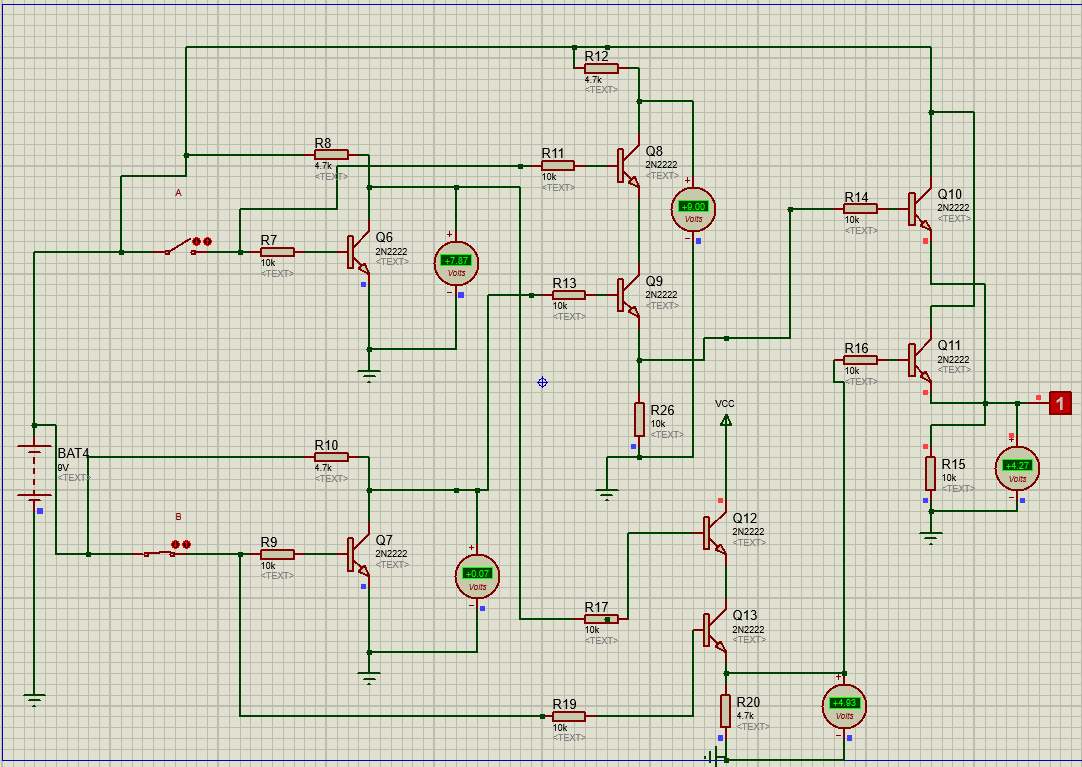 R12
4.7k
<TEXT>
R8
4.7k
<TEXT>
R11
10k
<TEXT>
Q8
2N2222
<TEXT>
A
+9.00
Volts
R14
10k
<TEXT>
Q10
2N2222
<TEXT>
R7
10k
<TEXT>
Q6
2N2222
<TEXT>
+7.87
Volts
R13
10k
<TEXT>
Q9
2N2222
<TEXT>
R16
10k
<TEXT>
Q11
2N2222
<TEXT>
R26
10k
<TEXT>
VCC
1
BAT4
9V
<TEXT>
R10
4.7k
<TEXT>
R15
10k
<TEXT>
+4.27
Volts
B
R9
10k
<TEXT>
Q7
2N2222
<TEXT>
+0.07
Volts
Q12
2N2222
<TEXT>
R17
10k
<TEXT>
Q13
2N2222
<TEXT>
R19
10k
<TEXT>
R20
4.7k
<TEXT>
+4.93
Volts